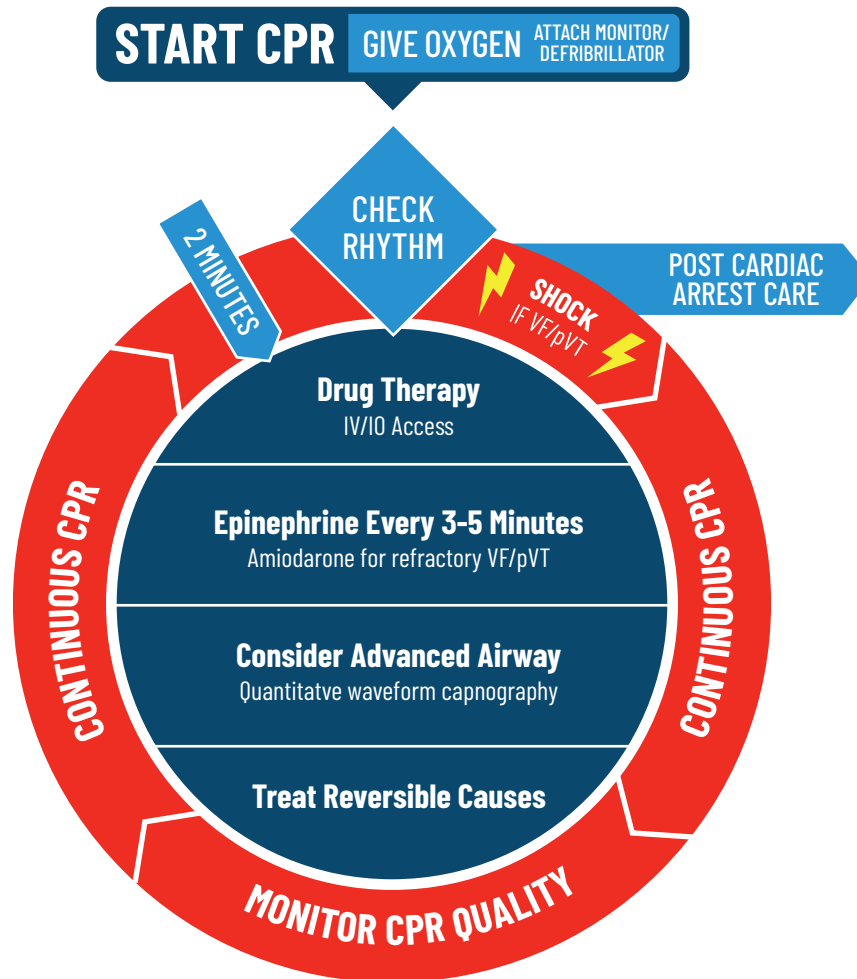 START CPR
GIVE OXYGEN
ATTACH MONITOR/
DEFRIBRILLATOR
CHECK
RHYTHM
2 MINUTES
SHOCK
IF VF/pVT
POST CARDIAC
ARREST CARE
Drug Therapy
IV/IO Access
Epinephrine Every 3-5 Minutes
Amiodarone for refractory VF/pVT
Consider Advanced Airway
Quantitatve waveform capnography
Treat Reversible Causes
CONTINUOUS CPR
CONTINUOUS CPR
MONITOR CPR QUALITY